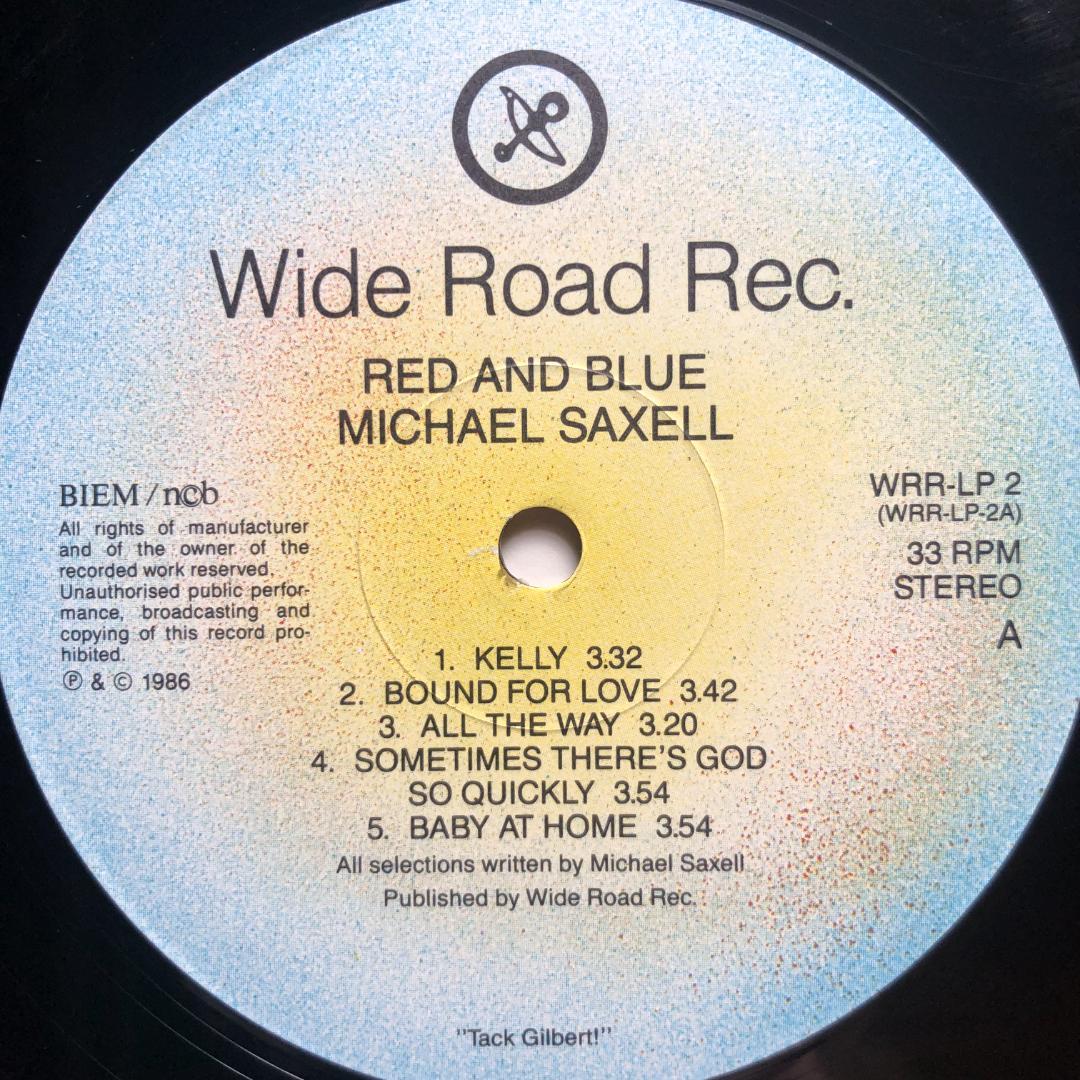 Wide Road Rec.
RED AND BLUE
MICHAEL SAXELL
BIEM/n©b
All rights of manufacturer
and of the owner of the
recorded work reserved.
Unauthorised public perfor-
mance, broadcasting and
copying of this record pro-
hibited.
℗ & © 1986
WRR-LP 2
(WRR-LP-2A)
33 RPM
STEREO
A
1. KELLY 3.32
2. BOUND FOR LOVE 3.42
3. ALL THE WAY 3.20
4. SOMETIMES THERE'S GOD
SO QUICKLY 3.54
5. BABY AT HOME 3.54
All selections written by Michael Saxell
Published by Wide Road Rec.
"Tack Gilbert!"